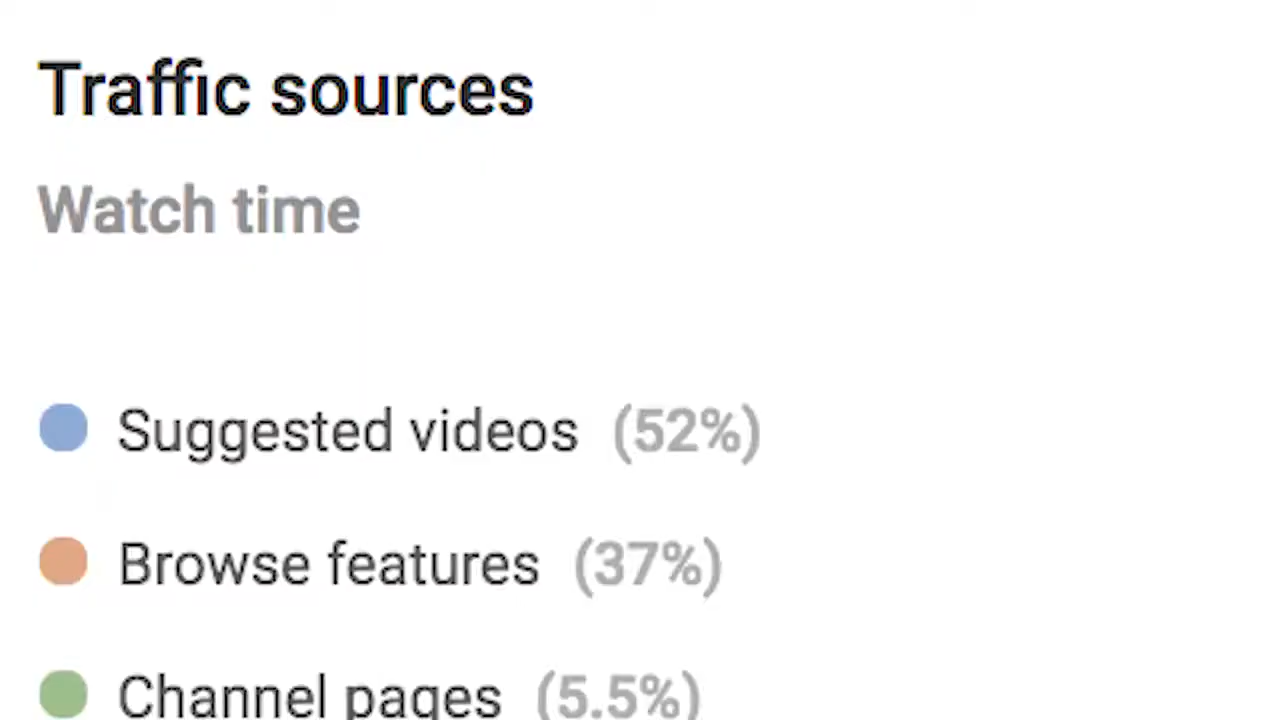 Traffic sources
Watch time
Suggested videos (52%)
Browse features (37%)
Channel pages (5.5%)